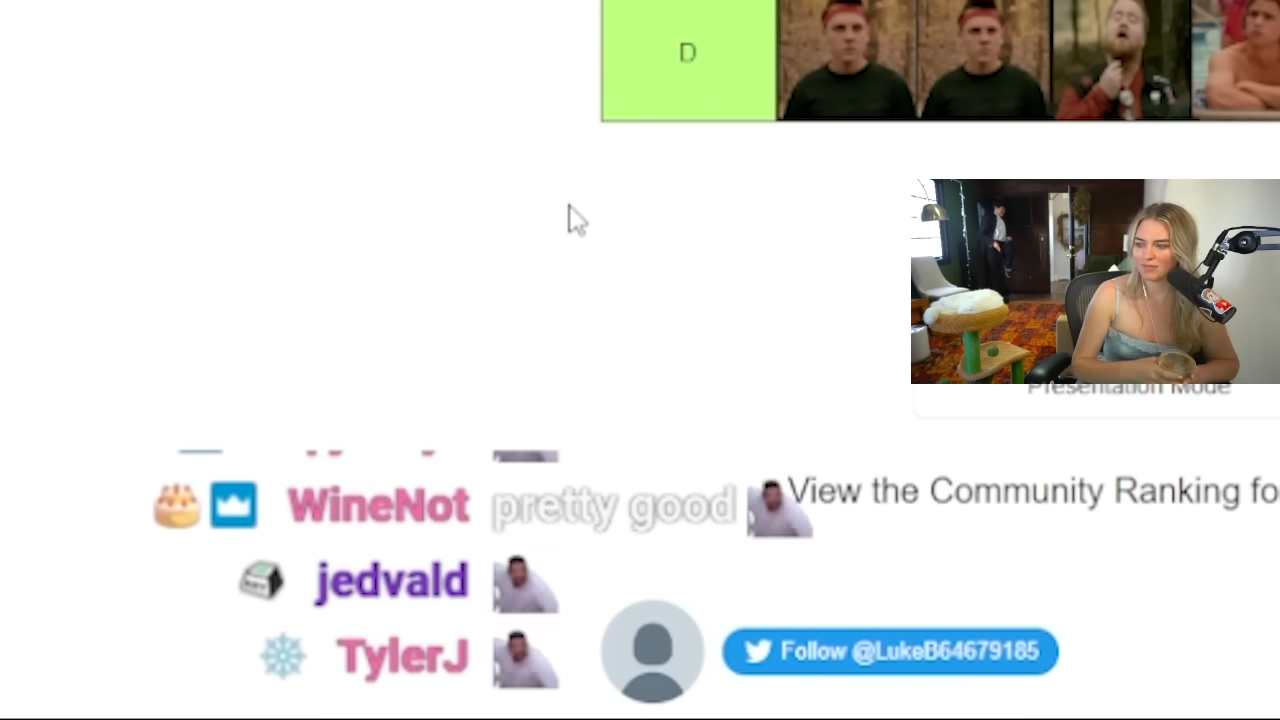 D
Presentation Mode
WineNot pretty good
View the Community Ranking fo
jedvald
TylerJ
Follow @LukeB64679185